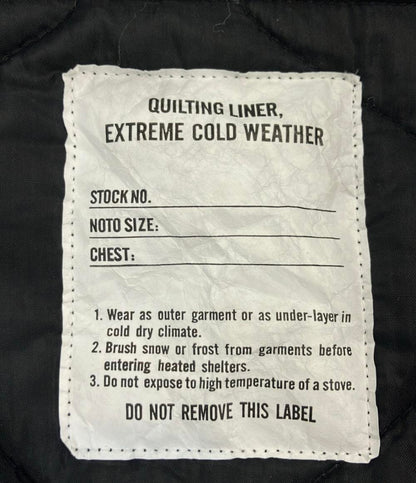 QUILTING LINER,
EXTREME COLD WEATHER
STOCK NO.
NOTO SIZE:
CHEST:
1. Wear as outer garment or as under-layer in
cold dry climate.
2. Brush snow or frost from garments before
entering heated shelters.
3. Do not expose to high temperature of a stove.
DO NOT REMOVE THIS LABEL